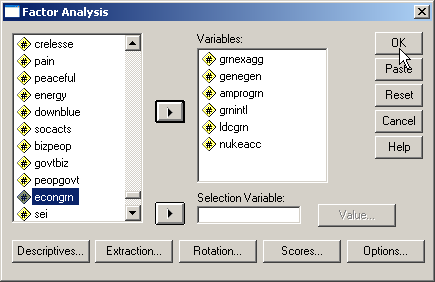 Factor Analysis
crelesse
pain
peaceful
energy
downblue
socacts
bizpeop
govtbiz
peopgovt
econgrn
sei
Variables:
grnexagg
genegen
amprogrn
grnintl
ldcgrn
nukeacc
Selection Variable:
Value...
OK
Paste
Reset
Cancel
Help
Descriptives...
Extraction...
Rotation...
Scores...
Options...